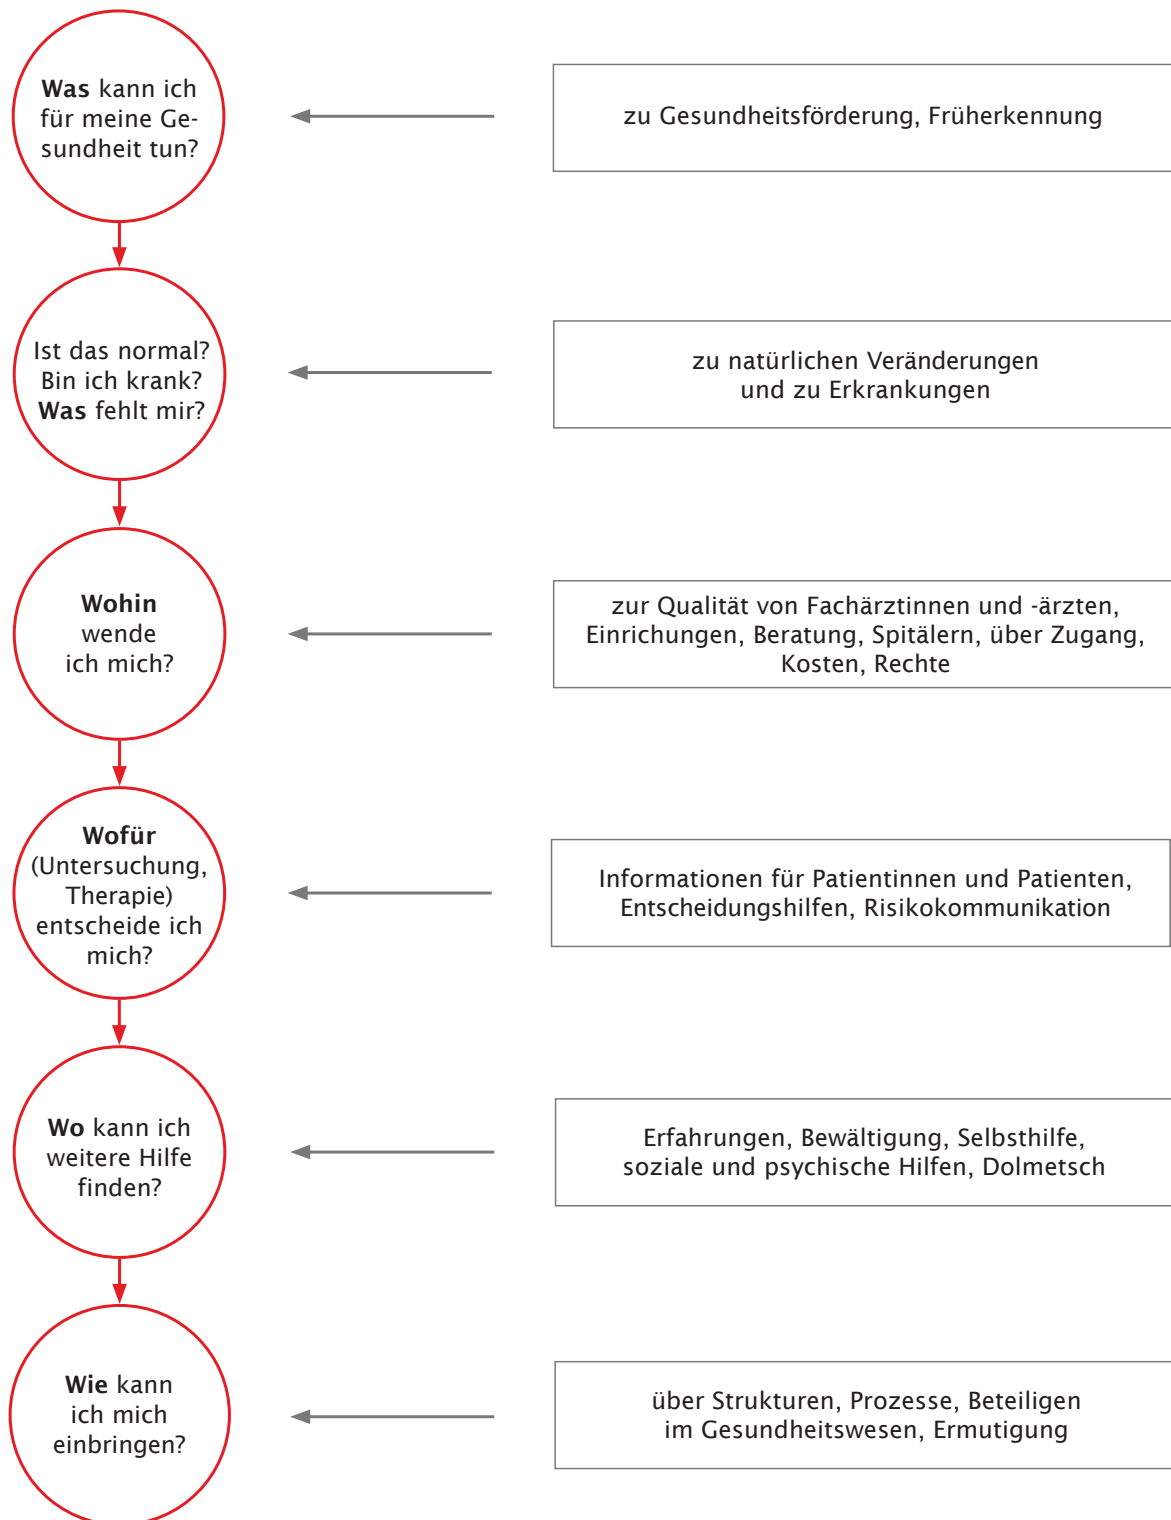 Was kann ich
für meine Ge-
sundheit tun?
zu Gesundheitsförderung, Früherkennung
Ist das normal?
Bin ich krank?
Was fehlt mir?
zu natürlichen Veränderungen
und zu Erkrankungen
Wohin
wende
ich mich?
zur Qualität von Fachärztinnen und -ärzten,
Einrichungen, Beratung, Spitälern, über Zugang,
Kosten, Rechte
Wofür
(Untersuchung,
Therapie)
entscheide ich
mich?
Informationen für Patientinnen und Patienten,
Entscheidungshilfen, Risikokommunikation
Wo kann ich
weitere Hilfe
finden?
Erfahrungen, Bewältigung, Selbsthilfe,
soziale und psychische Hilfen, Dolmetsch
Wie kann
ich mich
einbringen?
über Strukturen, Prozesse, Beteiligen
im Gesundheitswesen, Ermutigung